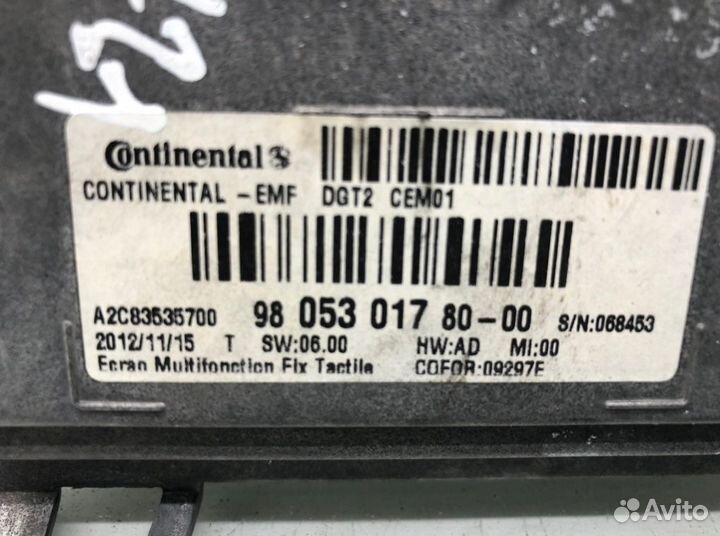 Continental
CONTINENTAL - EMF DGT2 CEM01
A2C83535700 98 053 017 80-00 S/N:068453
2012/11/15 T SW:06.00 HW:AD MI:00
Ecran Multifonction Fix Tactile COFOR:09297E
Avito